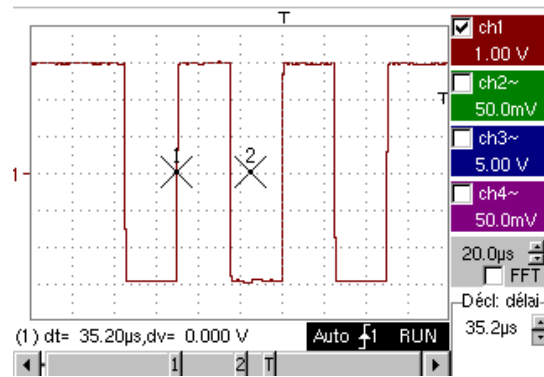 T
ch1
1.00 V
ch2~
50.0mV
T
ch3~
5.00 V
1
2
1
ch4~
50.0mV
20.0µs
FFT
Décl: délai
35.2µs
(1) dt= 35.20µs,dv= 0.000 V
Auto 1 RUN
1 2 T